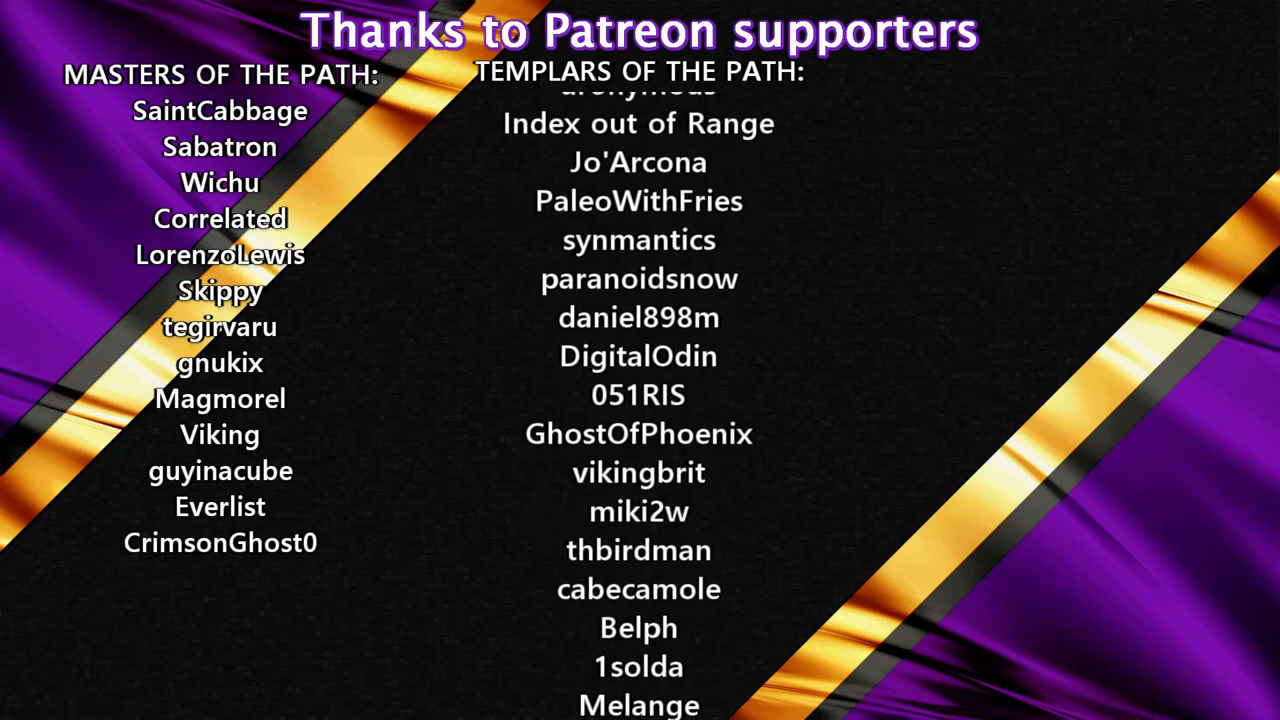 Thanks to Patreon supporters
MASTERS OF THE PATH:
SaintCabbage
Sabatron
Wichu
Correlated
LorenzoLewis
Skippy
tegirvaru
gnukix
Magmorel
Viking
guyinacube
Everlist
CrimsonGhost0
TEMPLARS OF THE PATH:
Index out of Range
Jo'Arcona
PaleoWithFries
synmantics
paranoidsnow
daniel898m
DigitalOdin
051RIS
GhostOfPhoenix
vikingbrit
miki2w
thbirdman
cabecamole
Belph
1solda
Melange